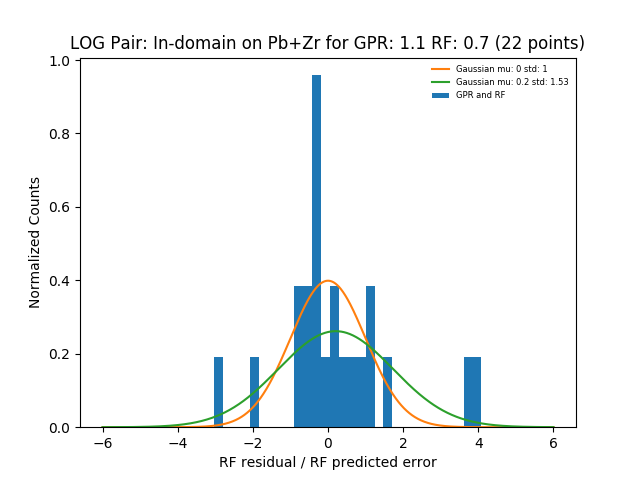 LOG Pair: In-domain on Pb+Zr for GPR: 1.1 RF: 0.7 (22 points)
Gaussian mu: 0 std: 1
Gaussian mu: 0.2 std: 1.53
GPR and RF
Normalized Counts
1.0
0.8
0.6
0.4
0.2
0.0
−6 −4 −2 0 2 4 6
RF residual / RF predicted error